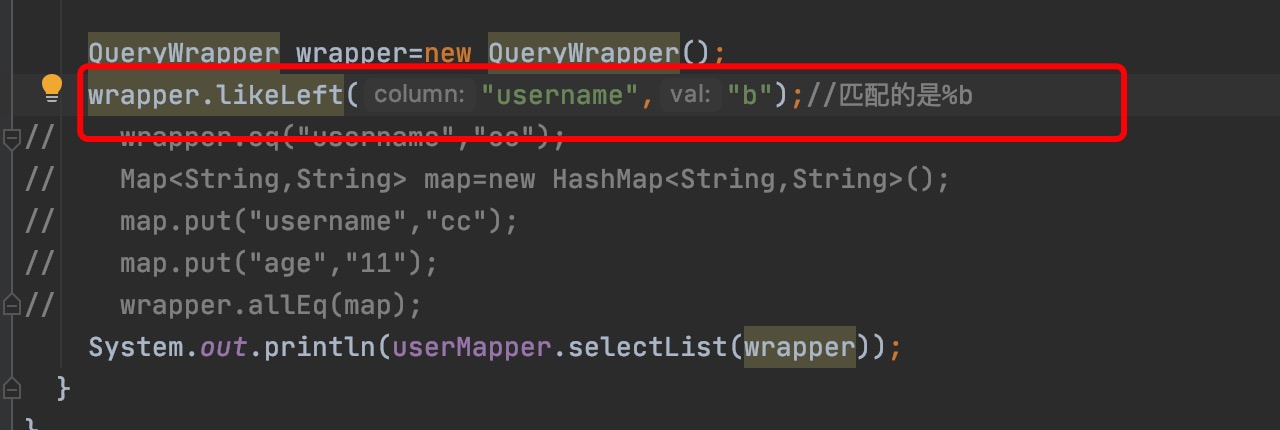 QueryWrapper wrapper=new QueryWrapper();
wrapper.likeLeft( column: "username", val: "b");//匹配的是%b
// wrapper.eq("username","cc");
// Map<String,String> map=new HashMap<String,String>();
// map.put("username","cc");
// map.put("age","11");
// wrapper.allEq(map);
System.out.println(userMapper.selectList(wrapper));
}
}